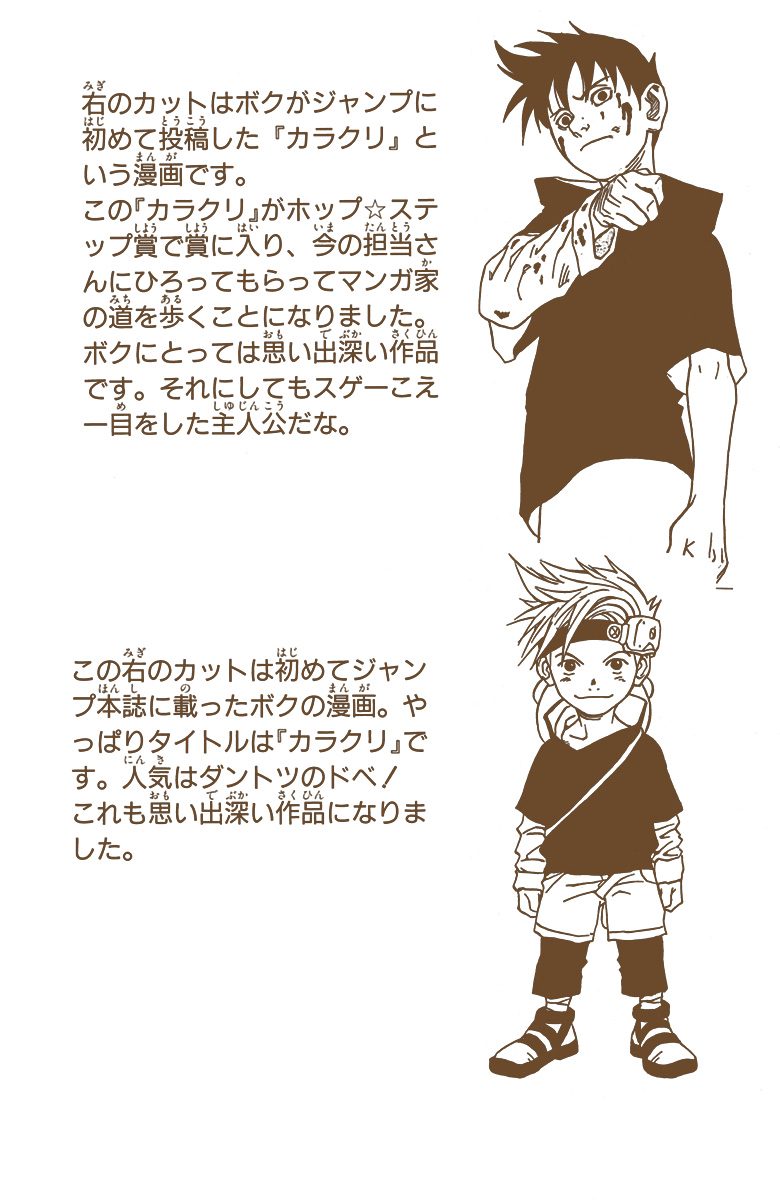 右のカットはボクがジャンプに
初めて投稿した『カラクリ』と
いう漫画です。
この『カラクリ』がホップ☆ステ
ップ賞で賞に入り、今の担当さ
んにひろってもらってマンガ家
の道を歩くことになりました。
ボクにとっては思い出深い作品
です。それにしてもスゲーこえ
ー目をした主人公だな。
この右のカットは初めてジャン
プ本誌に載ったボクの漫画。や
っぱりタイトルは『カラクリ』で
す。人気はダントツのドベ！
これも思い出深い作品になりま
した。